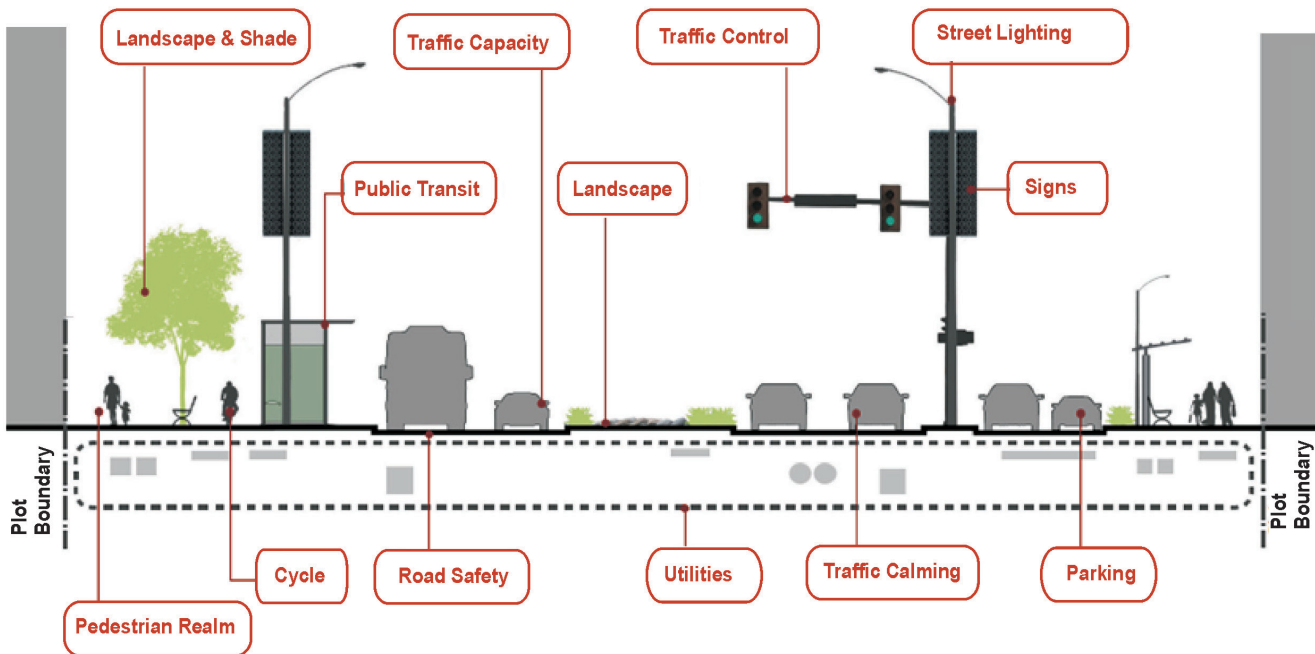 Landscape & Shade
Traffic Capacity
Traffic Control
Street Lighting
Public Transit
Landscape
Signs
Plot
Boundary
Plot
Boundary
Cycle
Road Safety
Utilities
Traffic Calming
Parking
Pedestrian Realm